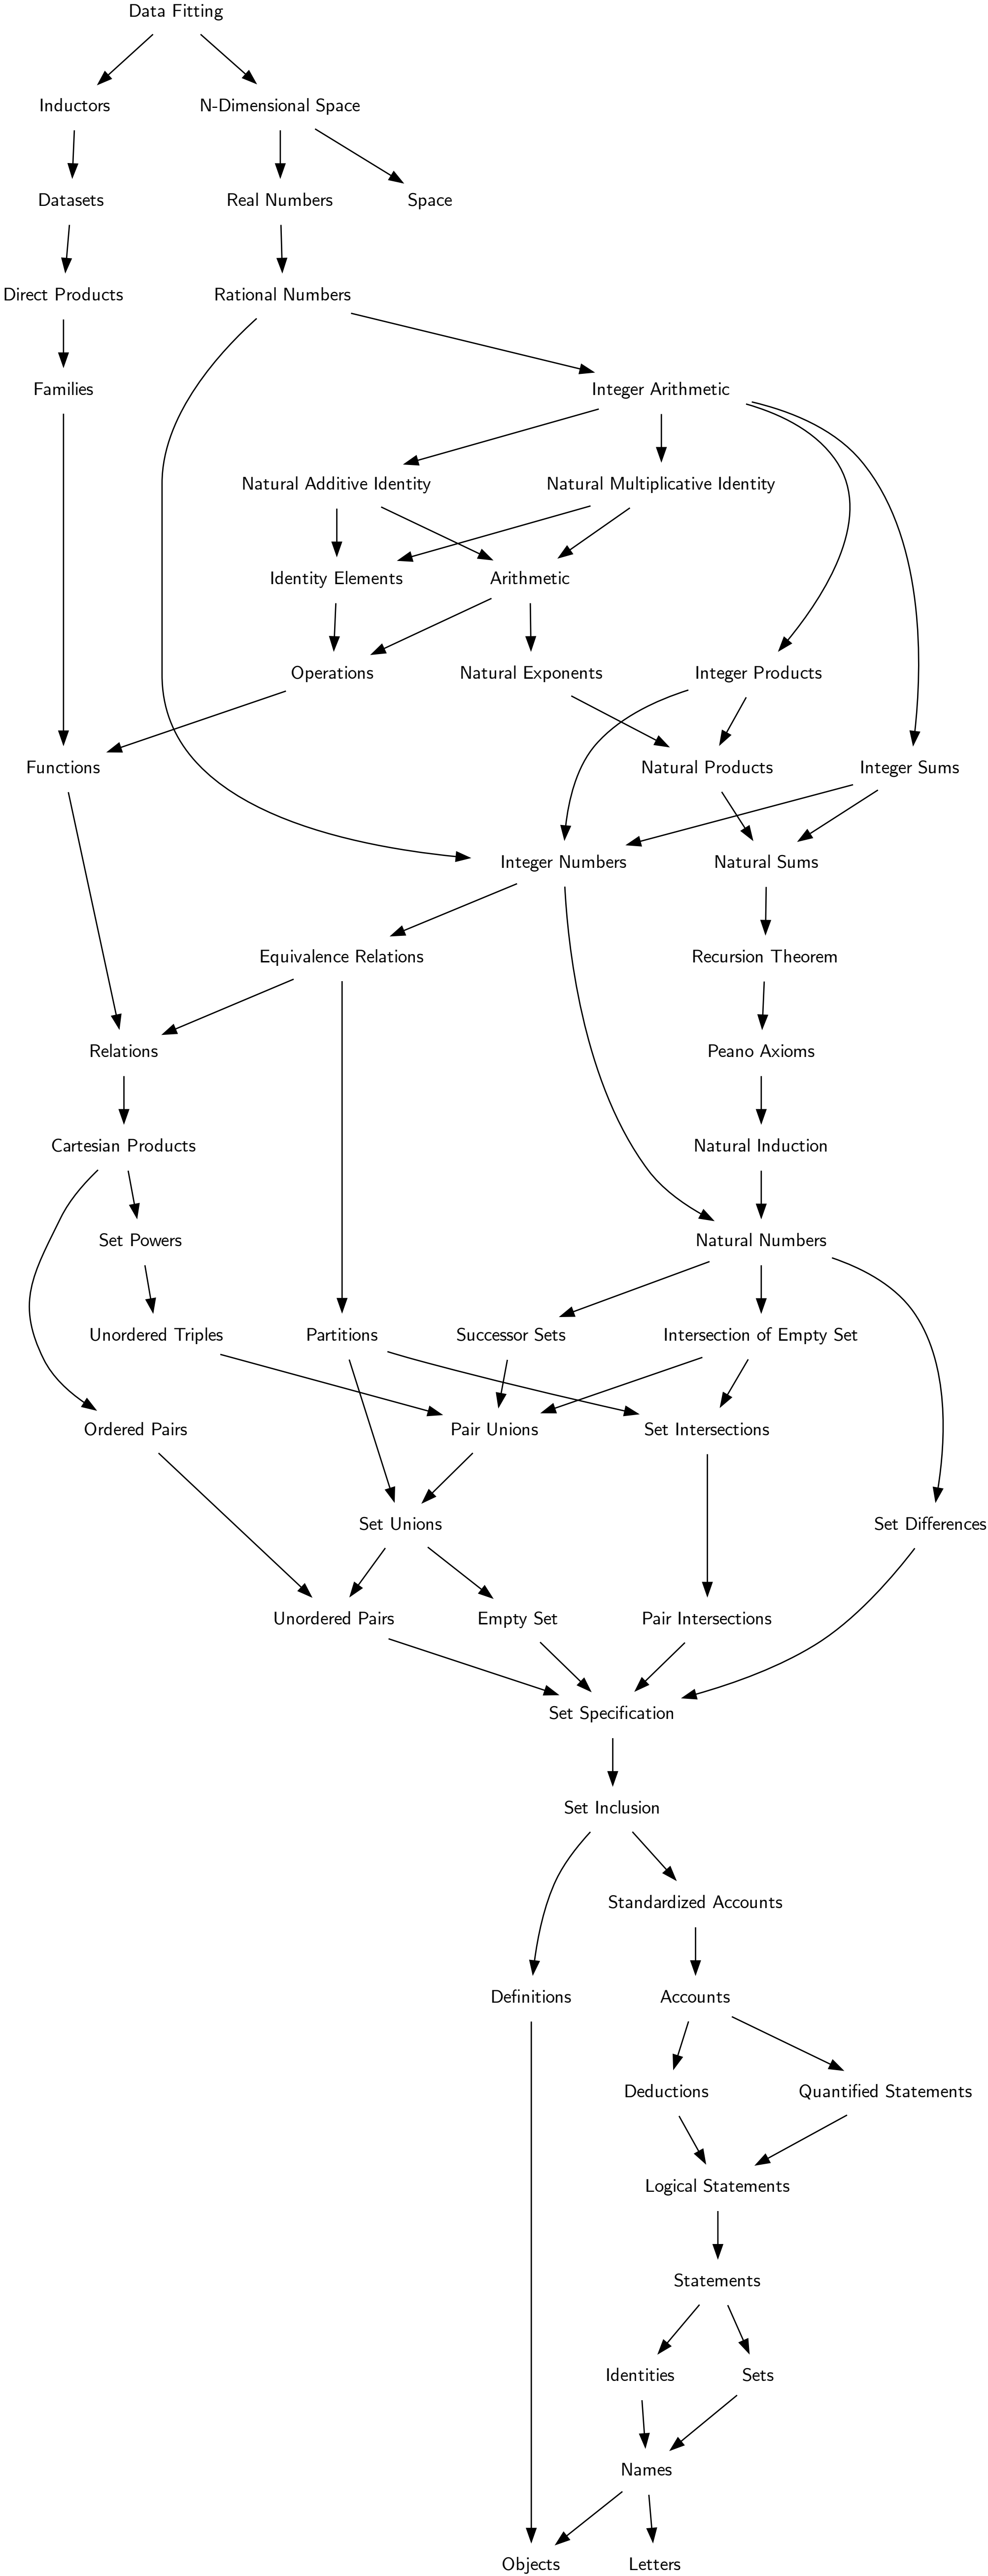 Data Fitting
Inductors
N-Dimensional Space
Datasets
Real Numbers
Space
Direct Products
Rational Numbers
Families
Integer Arithmetic
Natural Additive Identity
Natural Multiplicative Identity
Identity Elements
Arithmetic
Operations
Natural Exponents
Integer Products
Functions
Natural Products
Integer Sums
Integer Numbers
Natural Sums
Equivalence Relations
Recursion Theorem
Relations
Peano Axioms
Cartesian Products
Natural Induction
Set Powers
Natural Numbers
Unordered Triples
Partitions
Successor Sets
Intersection of Empty Set
Ordered Pairs
Pair Unions
Set Intersections
Set Unions
Set Differences
Unordered Pairs
Empty Set
Pair Intersections
Set Specification
Set Inclusion
Standardized Accounts
Definitions
Accounts
Deductions
Quantified Statements
Logical Statements
Statements
Identities
Sets
Names
Objects
Letters